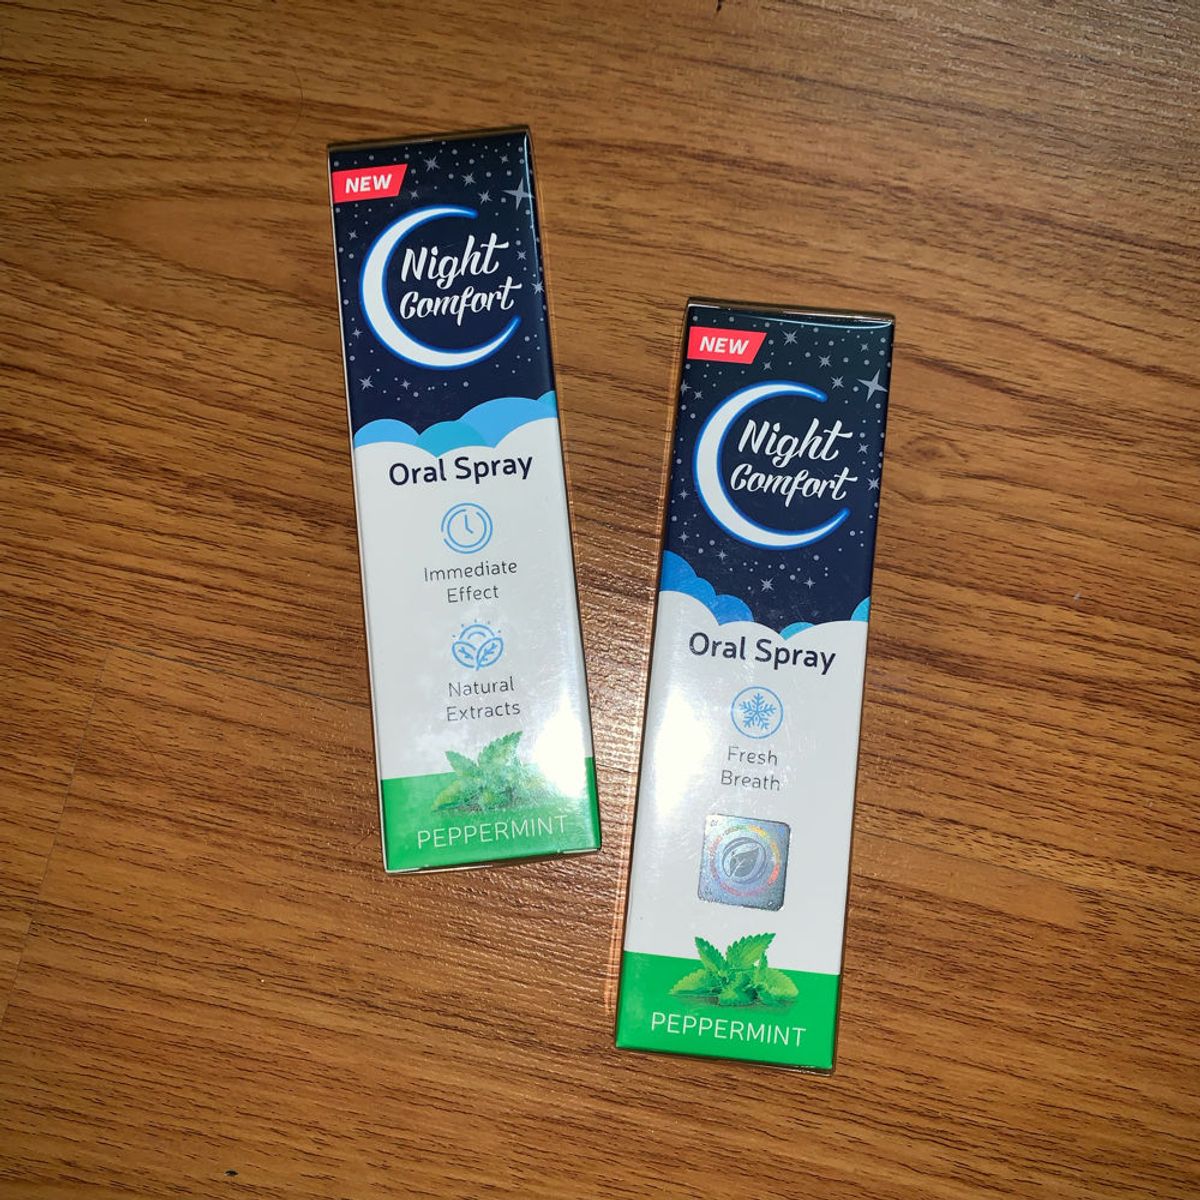 NEW
Night
Comfort
Oral Spray
Immediate
Effect
Natural
Extracts
PEPPERMINT
NEW
Night
Comfort
Oral Spray
Fresh
Breath
PEPPERMINT